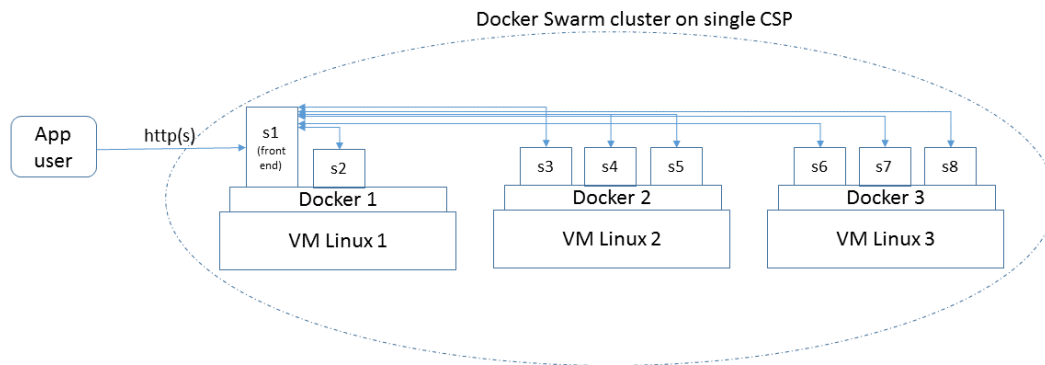 Docker Swarm cluster on single CSP
App
user
http(s)
s1
(front
end)
s2
s3
s4
s5
s6
s7
s8
Docker 1
Docker 2
Docker 3
VM Linux 1
VM Linux 2
VM Linux 3